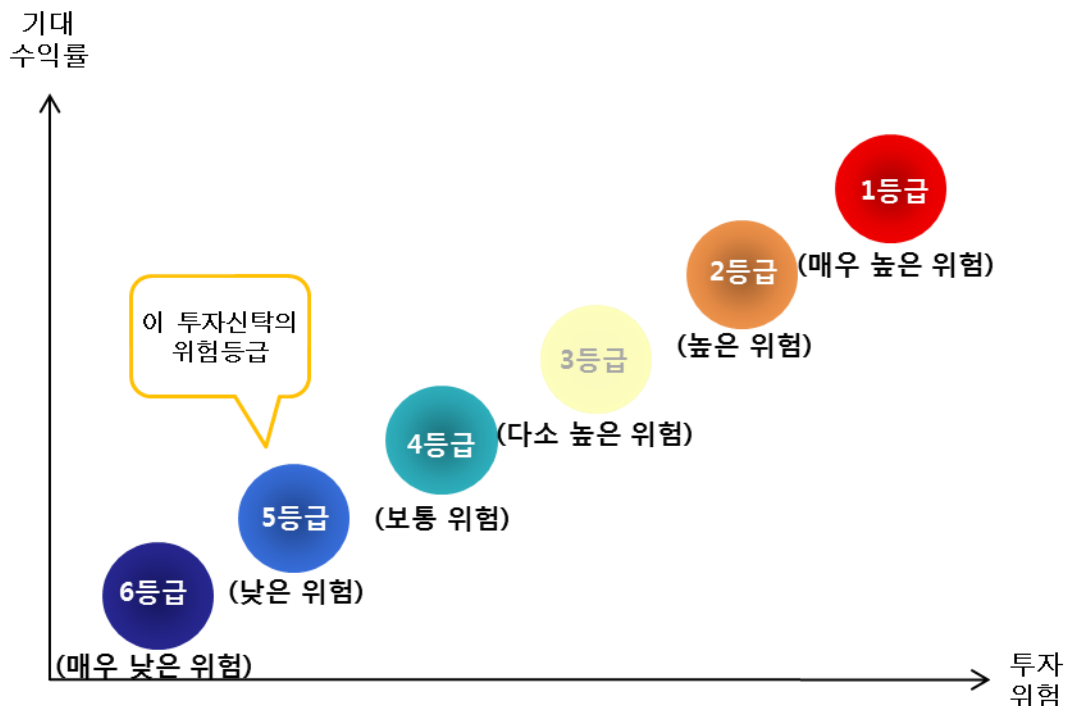 기대
수익률
1등급
(매우 높은 위험)
2등급
(높은 위험)
이 투자신탁의
위험등급
3등급
(다소 높은 위험)
4등급
(보통 위험)
5등급
(낮은 위험)
6등급
(매우 낮은 위험)
투자
위험